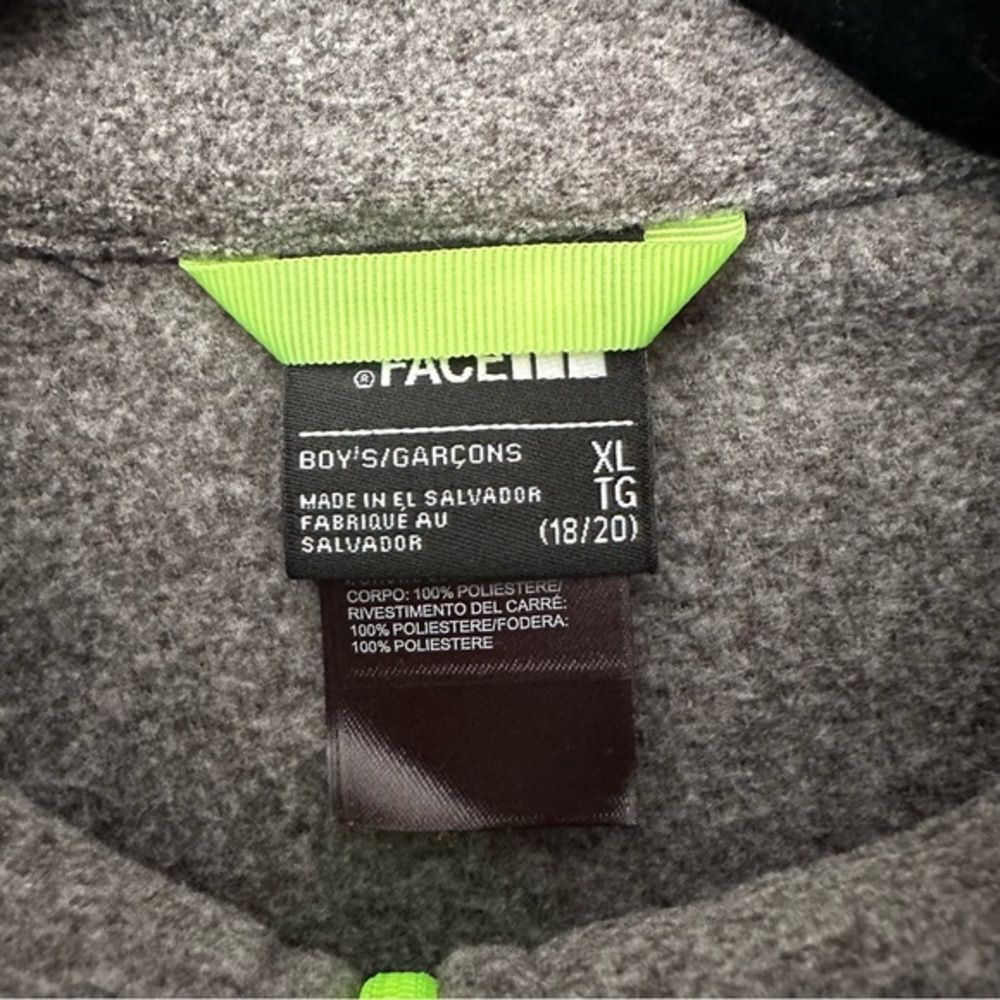 ® FACE
BOY'S/GARÇONS XL
TG
(18/20)
MADE IN EL SALVADOR
FABRIQUÉ AU
SALVADOR
CORPO: 100% POLIESTERE/
RIVESTIMENTO DEL CARRÉ:
100% POLIESTERE/FODERA:
100% POLIESTERE